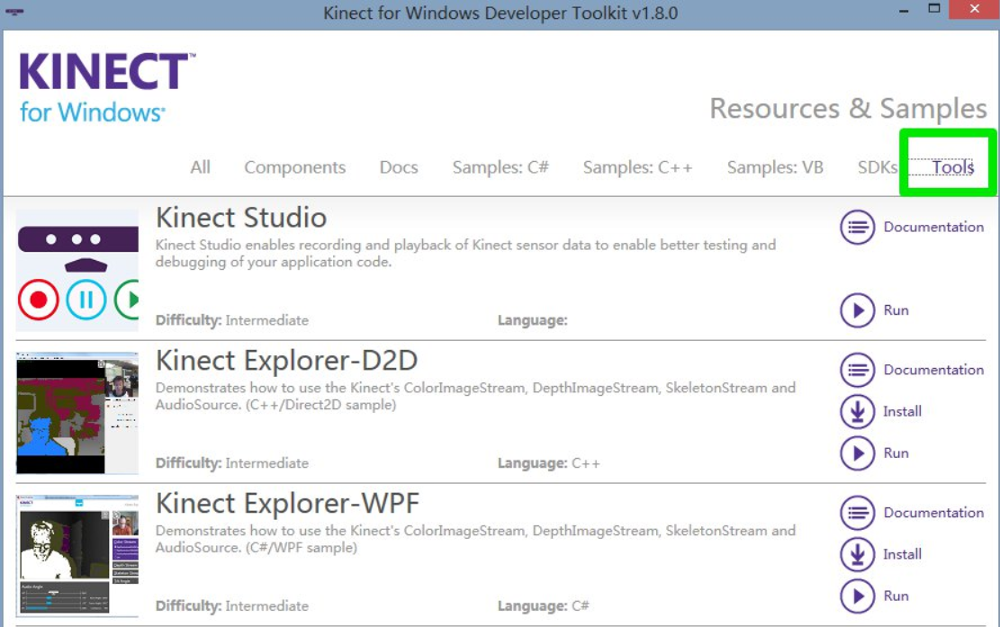 Kinect for Windows Developer Toolkit v1.8.0
KINECT™
for Windows®
Resources & Samples
All Components Docs Samples: C# Samples: C++ Samples: VB SDKs Tools
Kinect Studio
Kinect Studio enables recording and playback of Kinect sensor data to enable better testing and
debugging of your application code.
Documentation
Run
Difficulty: Intermediate Language:
Kinect Explorer-D2D
Demonstrates how to use the Kinect's ColorImageStream, DepthImageStream, SkeletonStream and
AudioSource. (C++/Direct2D sample)
Documentation
Install
Run
Difficulty: Intermediate Language: C++
Kinect Explorer-WPF
Demonstrates how to use the Kinect's ColorImageStream, DepthImageStream, SkeletonStream and
AudioSource. (C#/WPF sample)
Documentation
Install
Run
Difficulty: Intermediate Language: C#